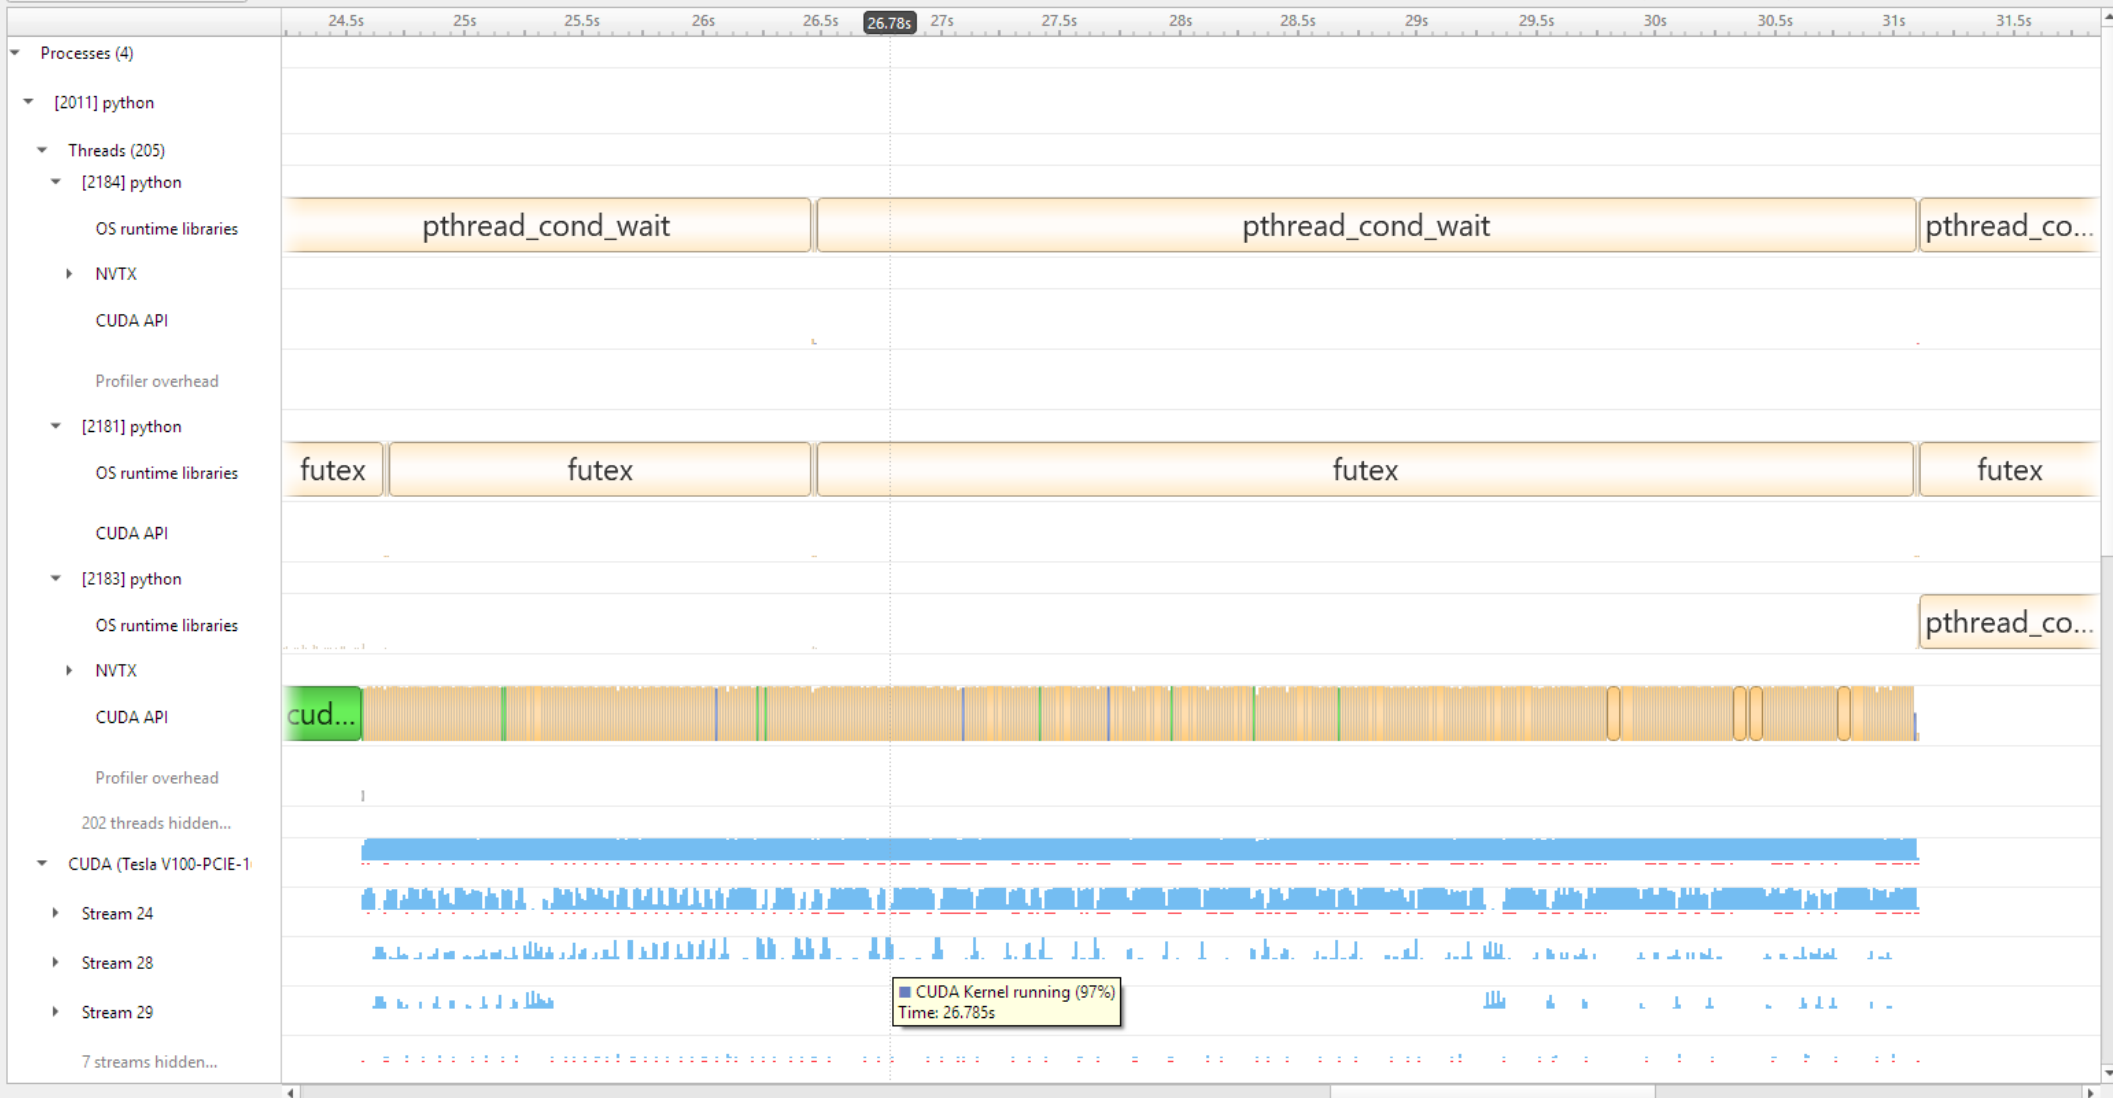 24.5s 25s 25.5s 26s 26.5s 26.78s 27s 27.5s 28s 28.5s 29s 29.5s 30s 30.5s 31s 31.5s
Processes (4)
[2011] python
Threads (205)
[2184] python
OS runtime libraries pthread_cond_wait pthread_cond_wait pthread_co...
NVTX
CUDA API
Profiler overhead
[2181] python
OS runtime libraries futex futex futex futex
CUDA API
[2183] python
OS runtime libraries pthread_co...
NVTX
CUDA API cud...
Profiler overhead
202 threads hidden...
CUDA (Tesla V100-PCIE-1
Stream 24
Stream 28
CUDA Kernel running (97%)
Time: 26.785s
Stream 29
7 streams hidden...